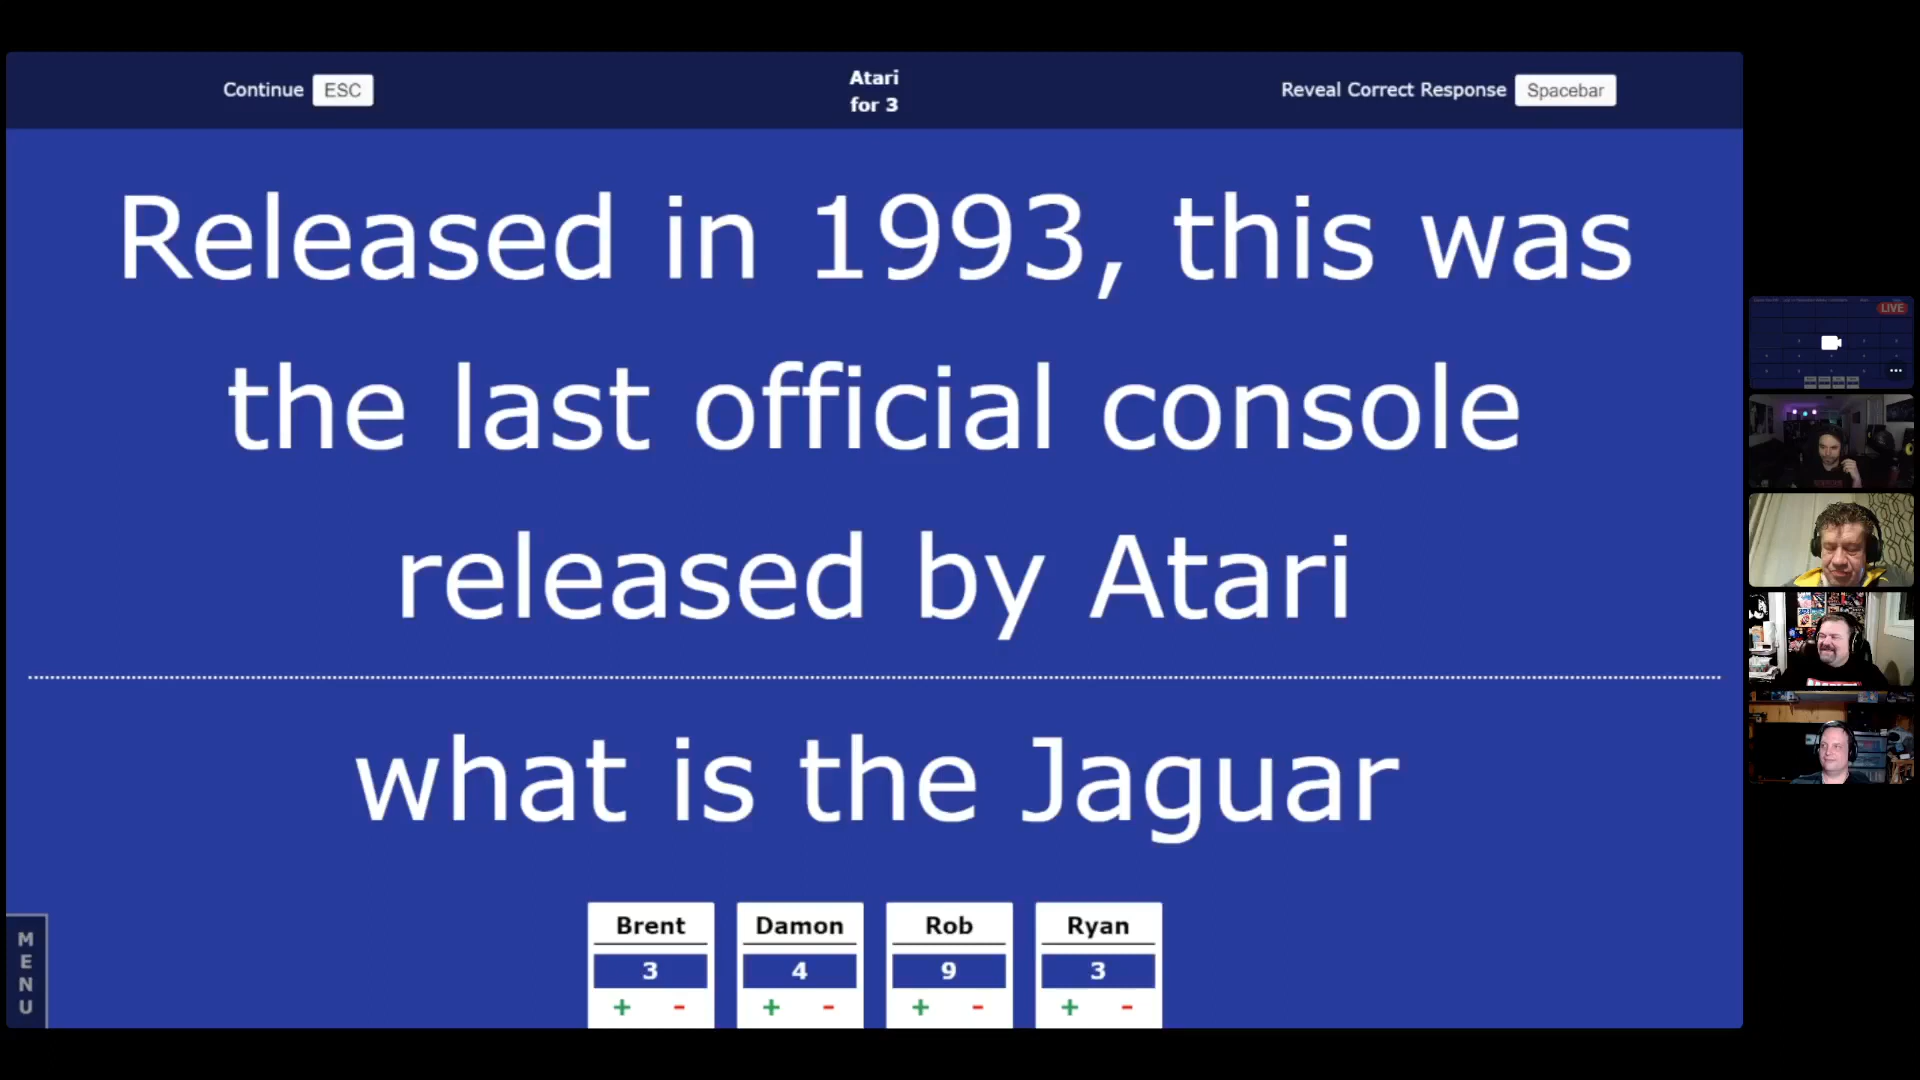 Continue ESC
Atari
for 3
Reveal Correct Response Spacebar
Released in 1993, this was
the last official console
released by Atari
what is the Jaguar
LIVE
MENU
Brent Damon Rob Ryan
3 4 9 3
+ - + - + - + -